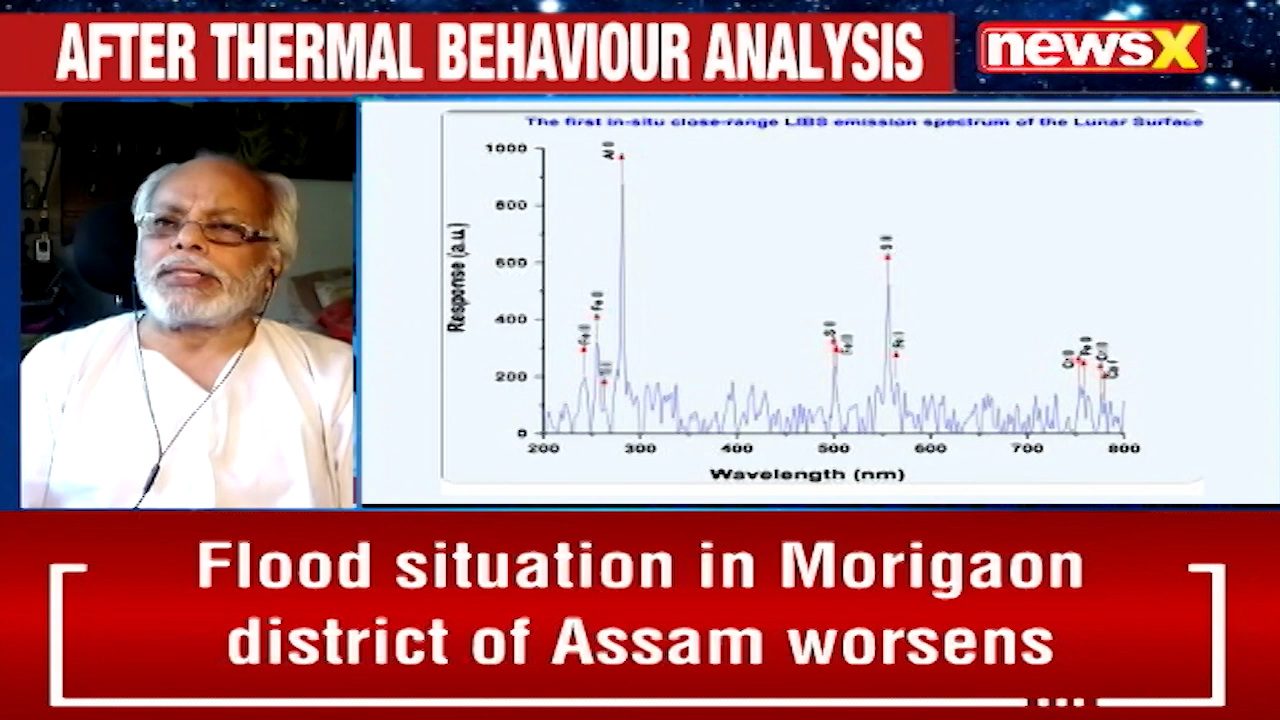 AFTER THERMAL BEHAVIOUR ANALYSIS
newsX
The first in-situ close-range LIBS emission spectrum of the Lunar Surface
1000
800
600
400
200
0
Response (a.u.)
200 300 400 500 600 700 800
Wavelength (nm)
Flood situation in Morigaon
district of Assam worsens